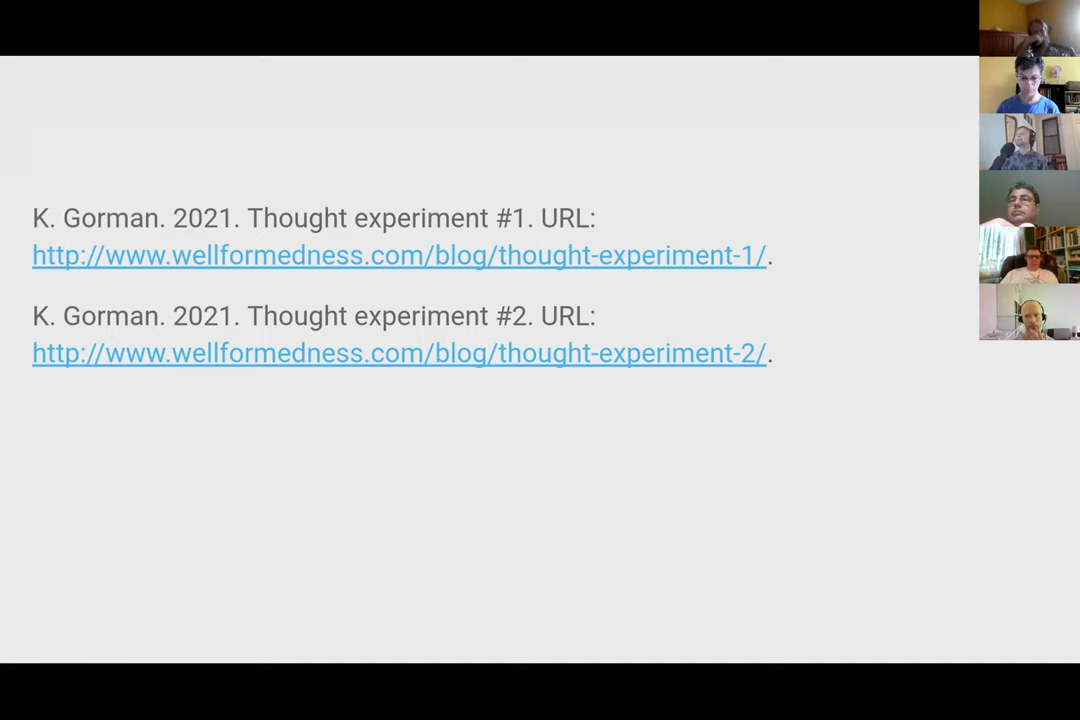 K. Gorman. 2021. Thought experiment #1. URL:
http://www.wellformedness.com/blog/thought-experiment-1/.
K. Gorman. 2021. Thought experiment #2. URL:
http://www.wellformedness.com/blog/thought-experiment-2/.